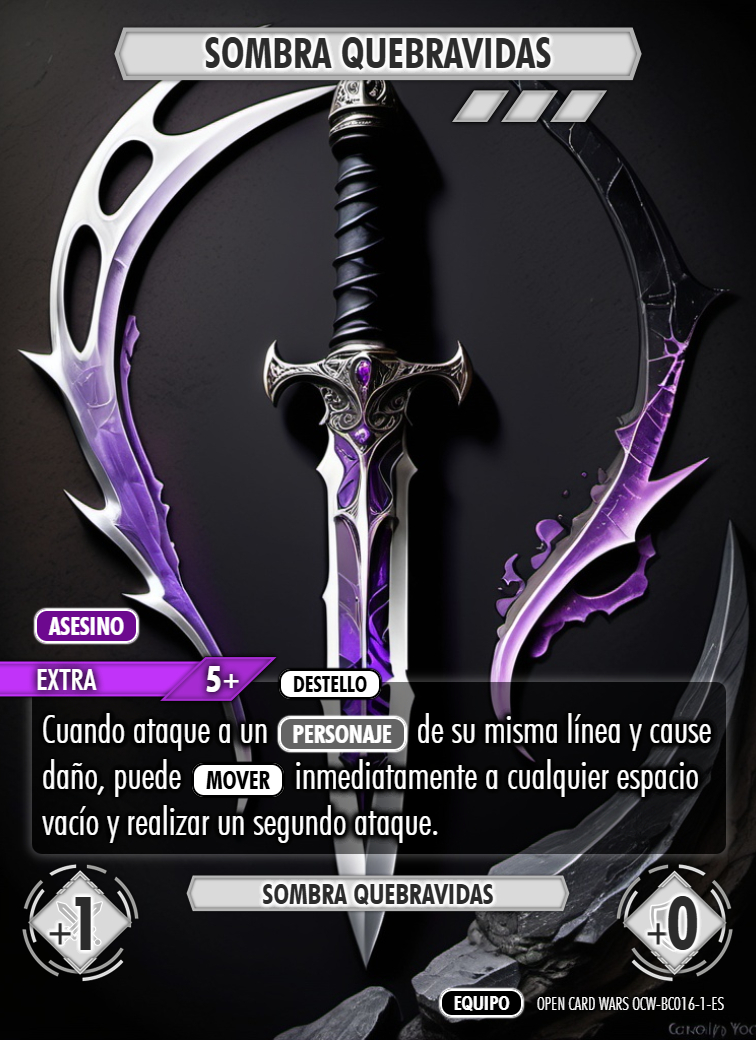 SOMBRA QUEBRAVIDAS
ASESINO
EXTRA 5+
DESTELLO
Cuando ataque a un PERSONAJE de su misma línea y cause
daño, puede MOVER inmediatamente a cualquier espacio
vacío y realizar un segundo ataque.
+1 SOMBRA QUEBRAVIDAS +0
EQUIPO OPEN CARD WARS OCW-BC016-1-ES